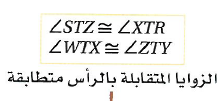 ∠STZ ≅ ∠XTR
∠WTX ≅ ∠ZTY
الزوايا المتقابلة بالرأس متطابقة